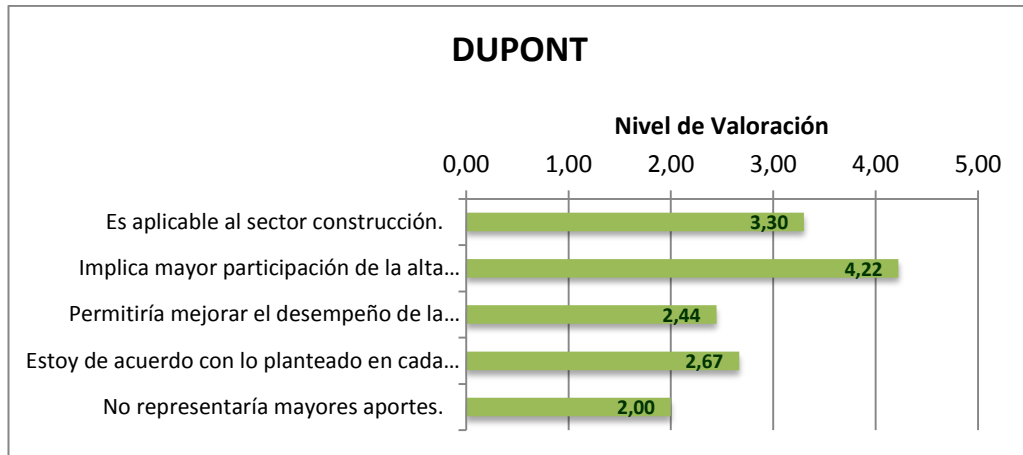 DUPONT
Nivel de Valoración
0,00 1,00 2,00 3,00 4,00 5,00
Es aplicable al sector construcción. 3,30
Implica mayor participación de la alta... 4,22
Permitiría mejorar el desempeño de la... 2,44
Estoy de acuerdo con lo planteado en cada... 2,67
No representaría mayores aportes. 2,00